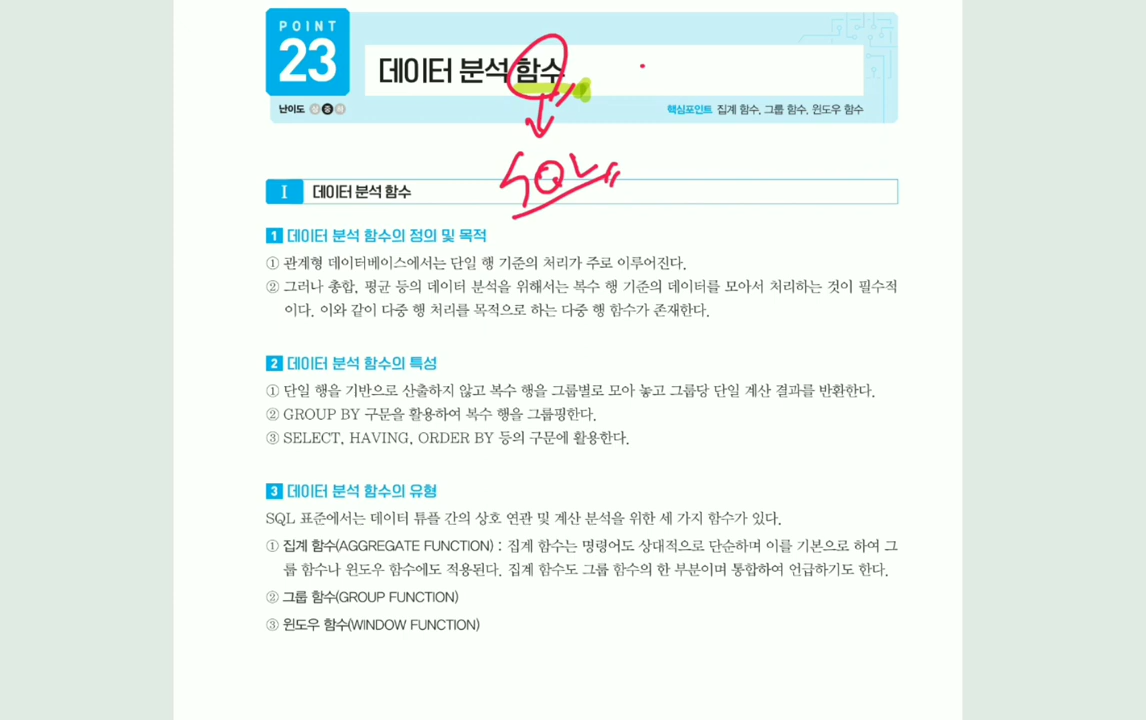 POINT
23
데이터 분석 함수
난이도 상 중 하
핵심포인트 집계 함수, 그룹 함수, 윈도우 함수
SQL
I 데이터 분석 함수
1 데이터 분석 함수의 정의 및 목적
① 관계형 데이터베이스에서는 단일 행 기준의 처리가 주로 이루어진다.
② 그러나 총합, 평균 등의 데이터 분석을 위해서는 복수 행 기준의 데이터를 모아서 처리하는 것이 필수적
이다. 이와 같이 다중 행 처리를 목적으로 하는 다중 행 함수가 존재한다.
2 데이터 분석 함수의 특성
① 단일 행을 기반으로 산출하지 않고 복수 행을 그룹별로 모아 놓고 그룹당 단일 계산 결과를 반환한다.
② GROUP BY 구문을 활용하여 복수 행을 그룹핑한다.
③ SELECT, HAVING, ORDER BY 등의 구문에 활용한다.
3 데이터 분석 함수의 유형
SQL 표준에서는 데이터 튜플 간의 상호 연관 및 계산 분석을 위한 세 가지 함수가 있다.
① 집계 함수(AGGREGATE FUNCTION) : 집계 함수는 명령어도 상대적으로 단순하며 이를 기본으로 하여 그
룹 함수나 윈도우 함수에도 적용된다. 집계 함수도 그룹 함수의 한 부분이며 통합하여 언급하기도 한다.
② 그룹 함수(GROUP FUNCTION)
③ 윈도우 함수(WINDOW FUNCTION)